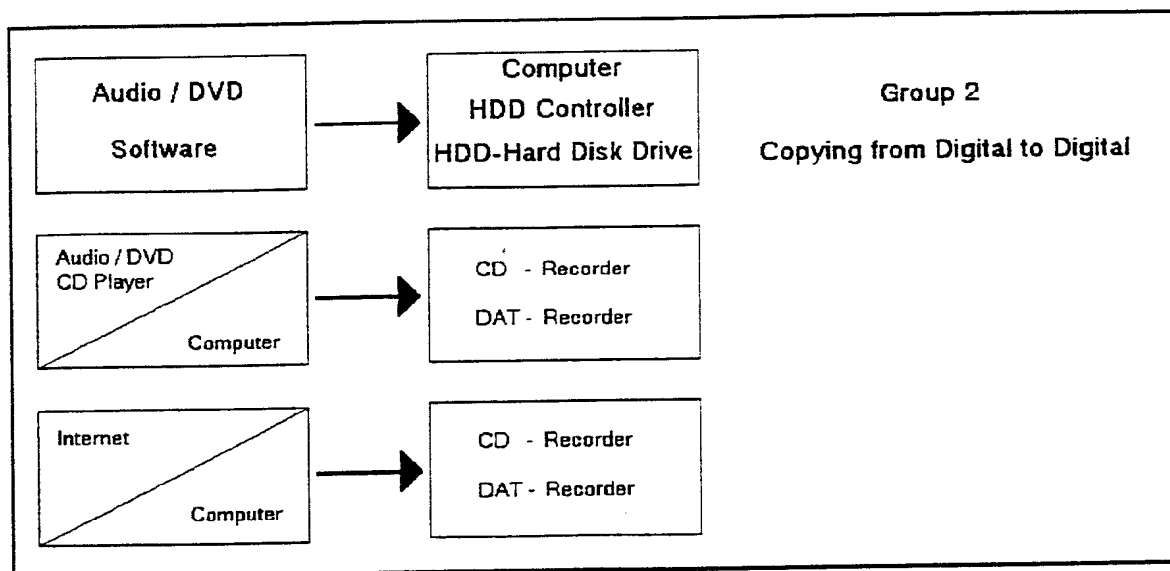 Audio / DVD
Software
Computer
HDD Controller
HDD-Hard Disk Drive
Group 2
Copying from Digital to Digital
Audio / DVD
CD Player
Computer
CD - Recorder
DAT - Recorder
Internet
Computer
CD - Recorder
DAT - Recorder